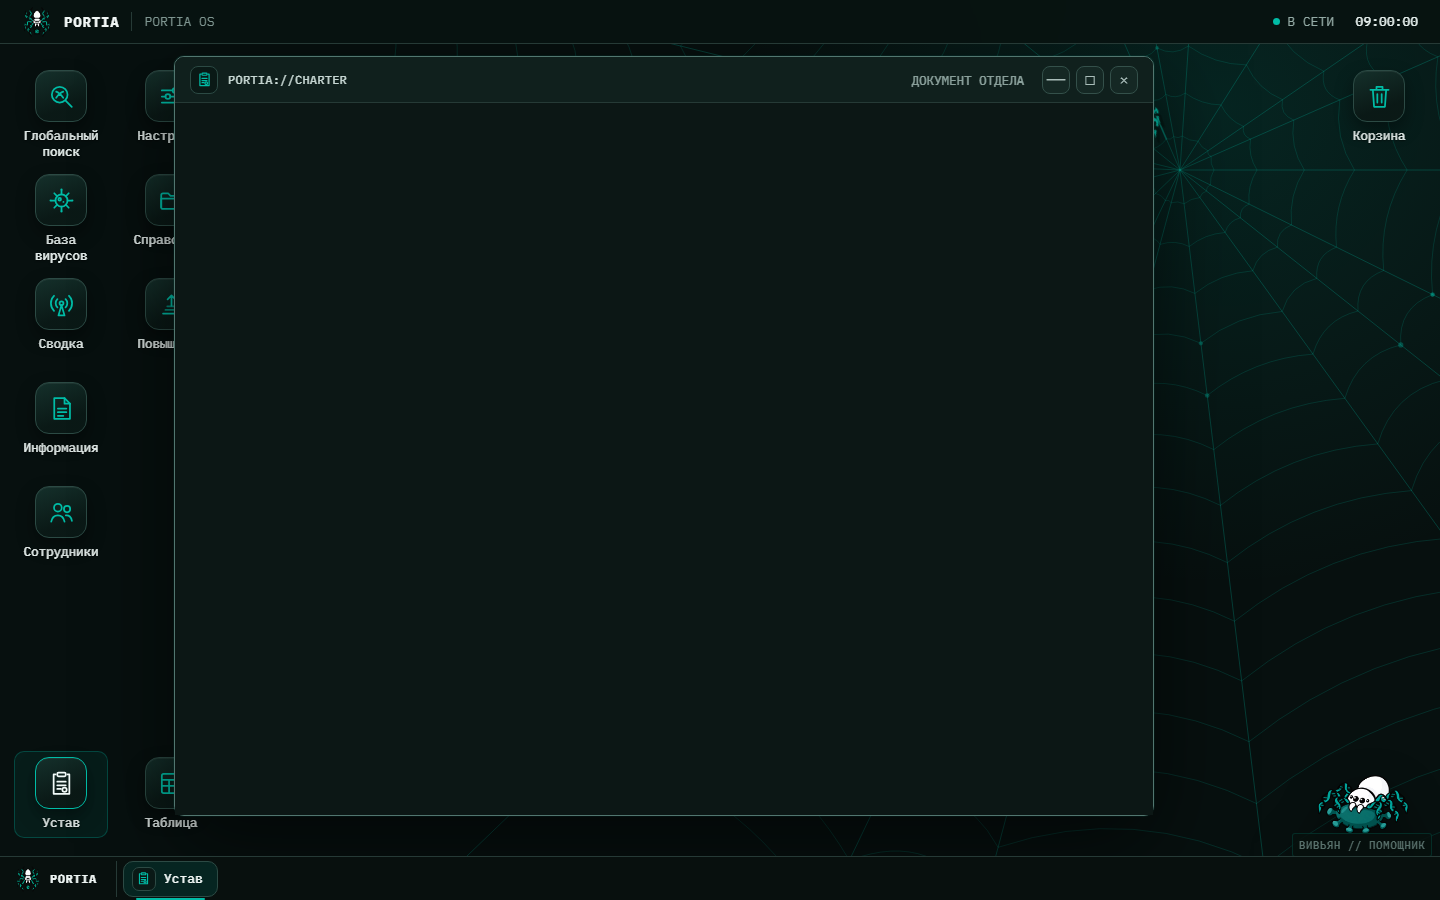 PORTIA
PORTIA OS
В СЕТИ
09:00:00
PORTIA://CHARTER
ДОКУМЕНТ ОТДЕЛА
Глобальный
поиск
База
вирусов
Сводка
Информация
Сотрудники
Устав
Настр
Справо
Повыш
Таблица
Корзина
ВИВЬЯН // ПОМОЩНИК
PORTIA
Устав